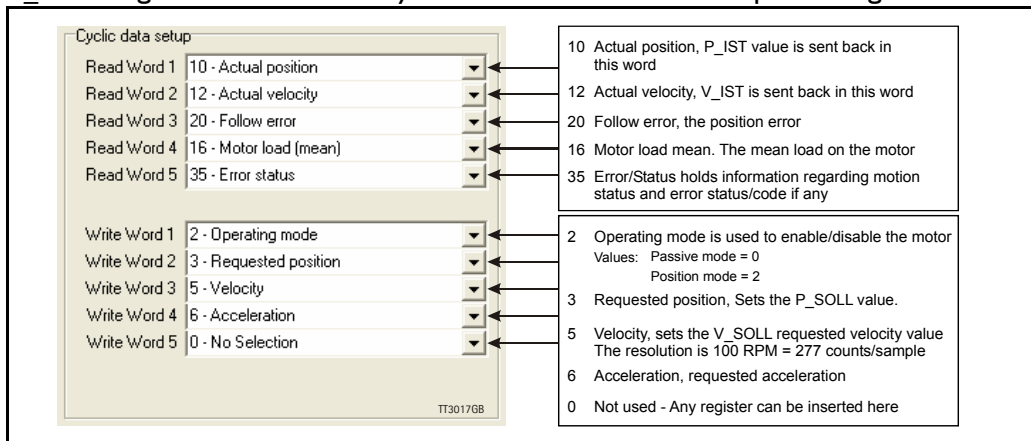 Cyclic data setup
Read Word 1 10 - Actual position
Read Word 2 12 - Actual velocity
Read Word 3 20 - Follow error
Read Word 4 16 - Motor load (mean)
Read Word 5 35 - Error status
Write Word 1 2 - Operating mode
Write Word 2 3 - Requested position
Write Word 3 5 - Velocity
Write Word 4 6 - Acceleration
Write Word 5 0 - No Selection
TT3017GB
10 Actual position, P_IST value is sent back in
this word
12 Actual velocity, V_IST is sent back in this word
20 Follow error, the position error
16 Motor load mean. The mean load on the motor
35 Error/Status holds information regarding motion
status and error status/code if any
2 Operating mode is used to enable/disable the motor
Values: Passive mode = 0
Position mode = 2
3 Requested position, Sets the P_SOLL value.
5 Velocity, sets the V_SOLL requested velocity value
The resolution is 100 RPM = 277 counts/sample
6 Acceleration, requested acceleration
0 Not used - Any register can be inserted here